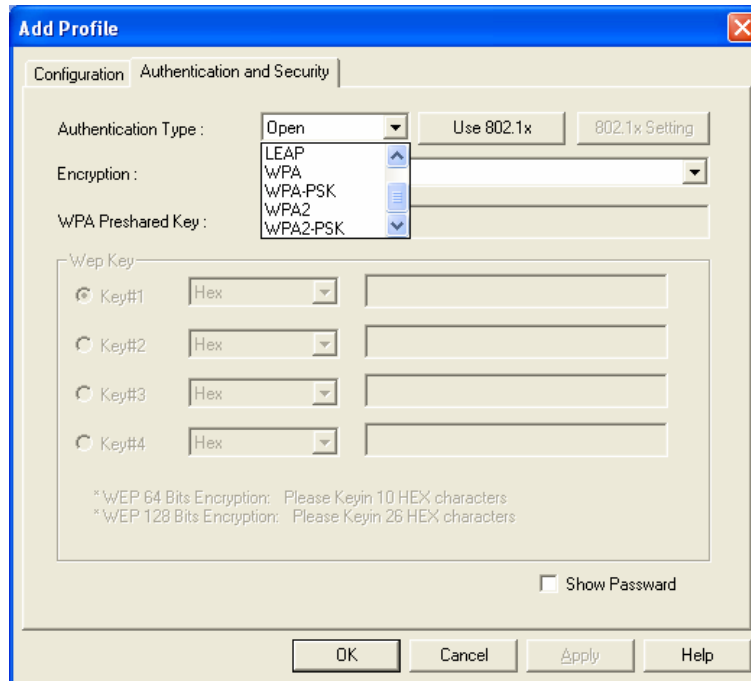 Add Profile
Configuration Authentication and Security
Authentication Type : Open Use 802.1x 802.1x Setting
LEAP
WPA
WPA-PSK
WPA2
WPA2-PSK
Encryption :
WPA Preshared Key :
Wep Key
Key#1 Hex
Key#2 Hex
Key#3 Hex
Key#4 Hex
* WEP 64 Bits Encryption: Please Keyin 10 HEX characters
* WEP 128 Bits Encryption: Please Keyin 26 HEX characters
Show Passward
OK Cancel Apply Help